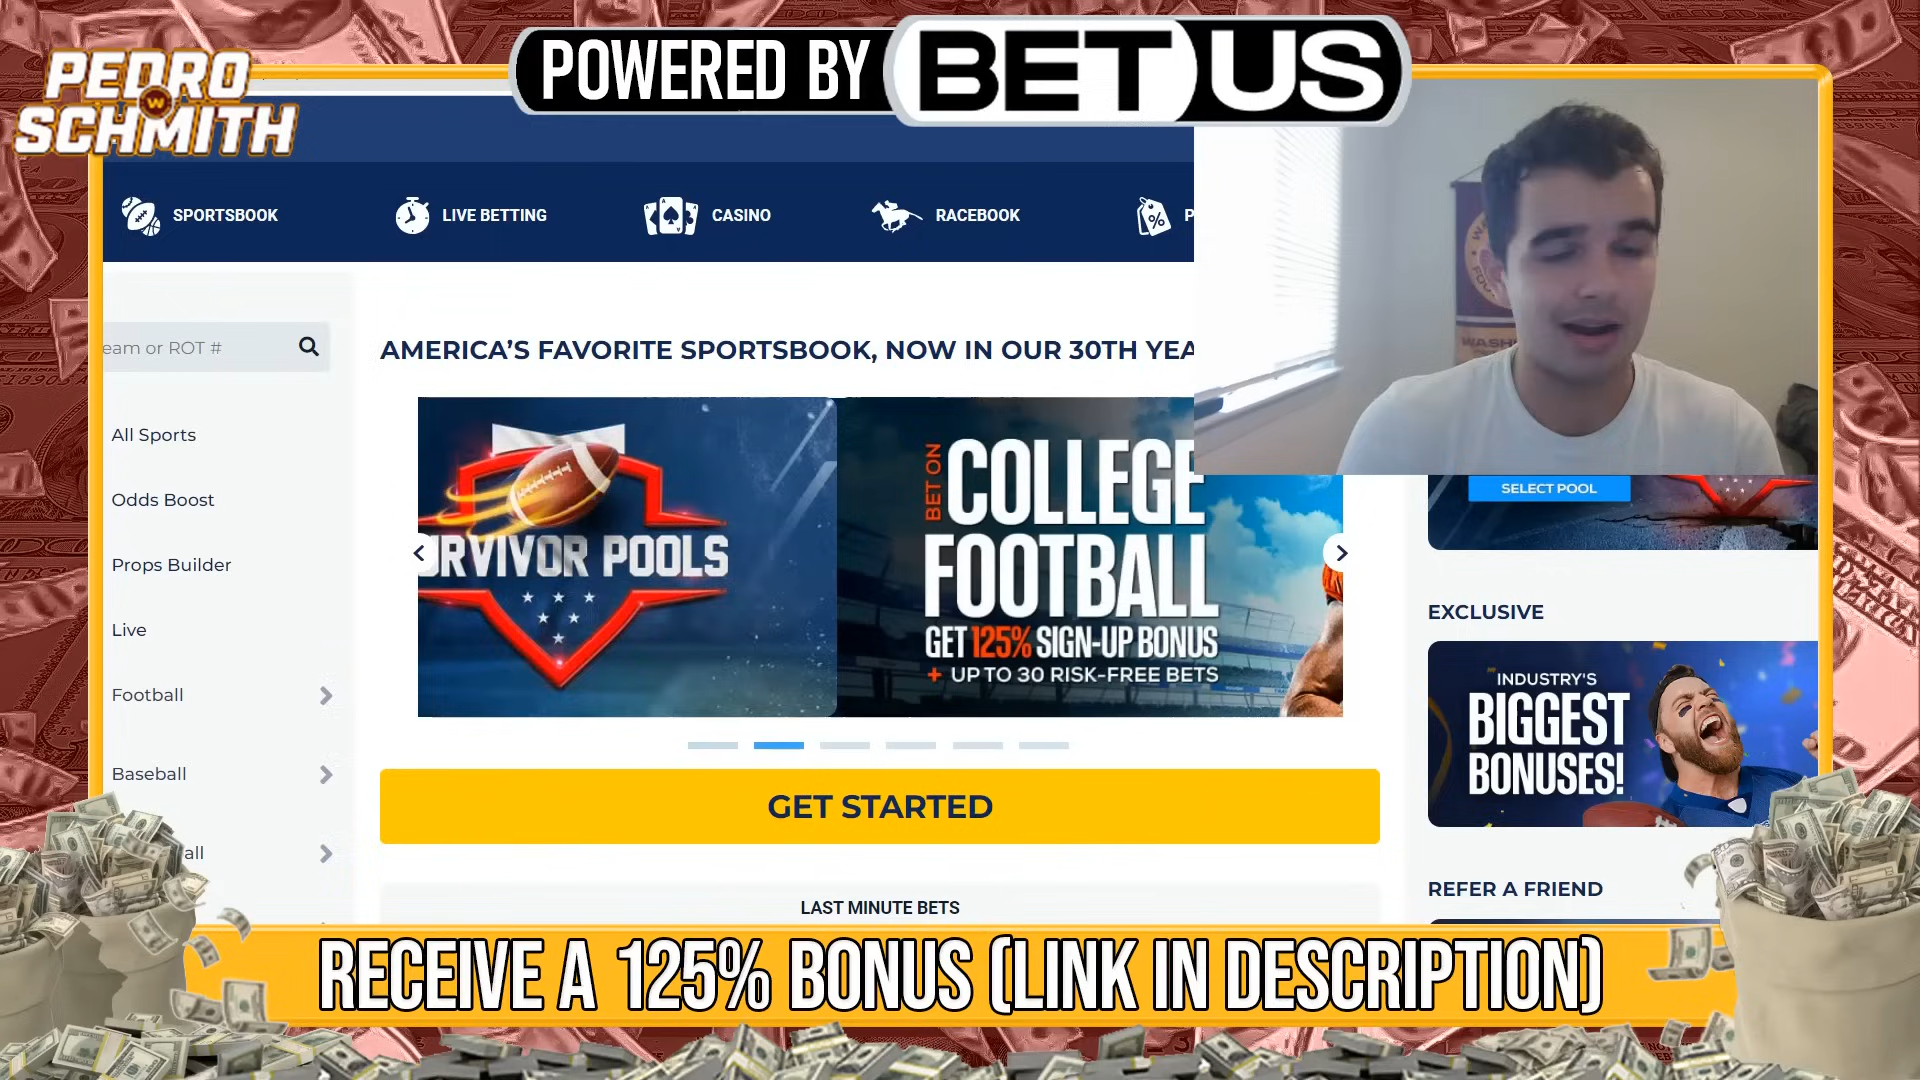 PEDRO
W
SCHMITH
POWERED BY BETUS
SPORTSBOOK
LIVE BETTING
CASINO
RACEBOOK
P
eam or ROT #
All Sports
Odds Boost
Props Builder
Live
Football
Baseball
all
AMERICA'S FAVORITE SPORTSBOOK, NOW IN OUR 30TH YEA
URVIVOR POOLS
BET ON
COLLEGE
FOOTBALL
GET 125% SIGN-UP BONUS
+ UP TO 30 RISK-FREE BETS
GET STARTED
LAST MINUTE BETS
SELECT POOL
EXCLUSIVE
INDUSTRY'S
BIGGEST
BONUSES!
REFER A FRIEND
WASH
RECEIVE A 125% BONUS (LINK IN DESCRIPTION)